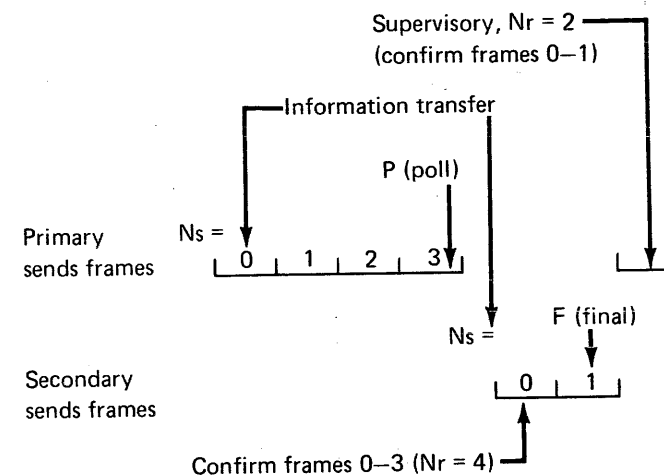 Supervisory, Nr = 2
(confirm frames 0–1)
Information transfer
P (poll)
Primary
sends frames
Ns =
0 1 2 3
Ns =
F (final)
Secondary
sends frames
0 1
Confirm frames 0–3 (Nr = 4)